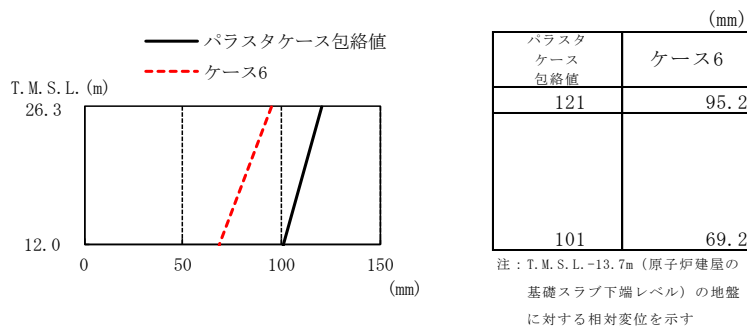 パラスタケース包絡値
ケース6
T.M.S.L.(m)
26.3
12.0
0 50 100 150
(mm)
(mm)
パラスタ
ケース
包絡値
ケース6
121 95.2
101 69.2
注：T.M.S.L.-13.7m（原子炉建屋の
基礎スラブ下端レベル）の地盤
に対する相対変位を示す